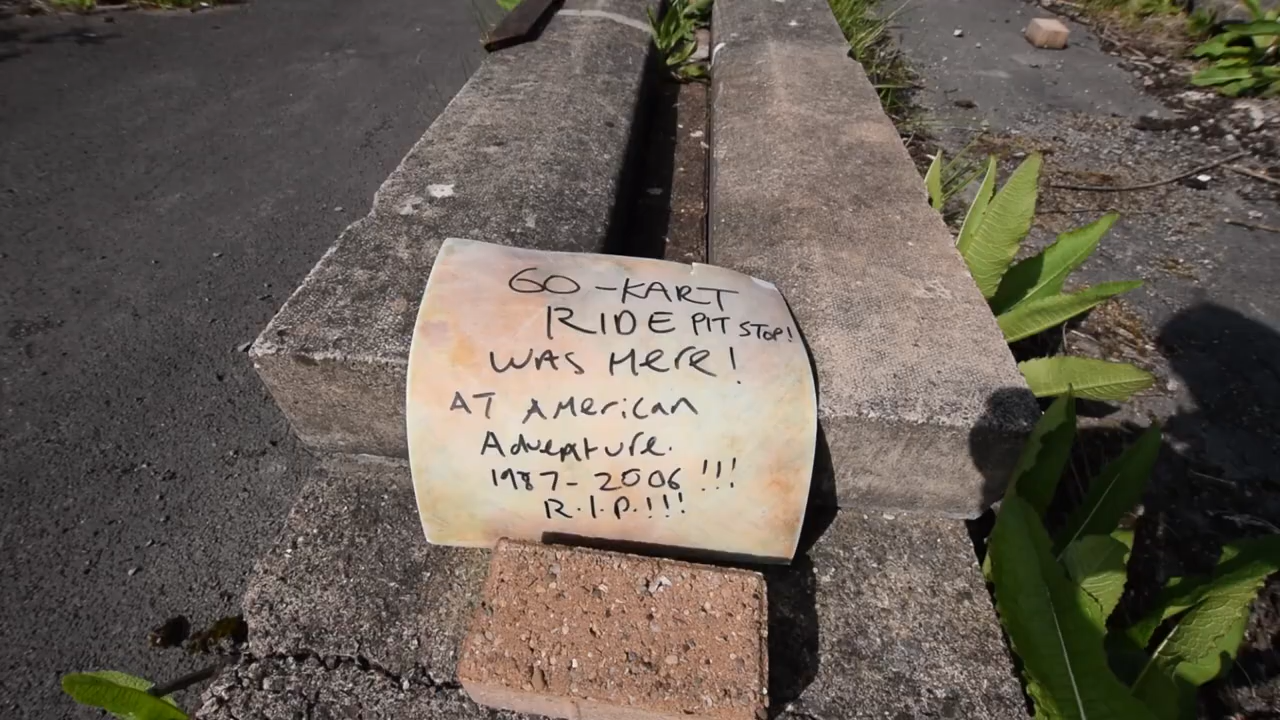 GO-KART
RIDE PIT STOP!
WAS Here!
AT AMerican
Adventure.
1987-2006 !!!
R.I.P.!!!